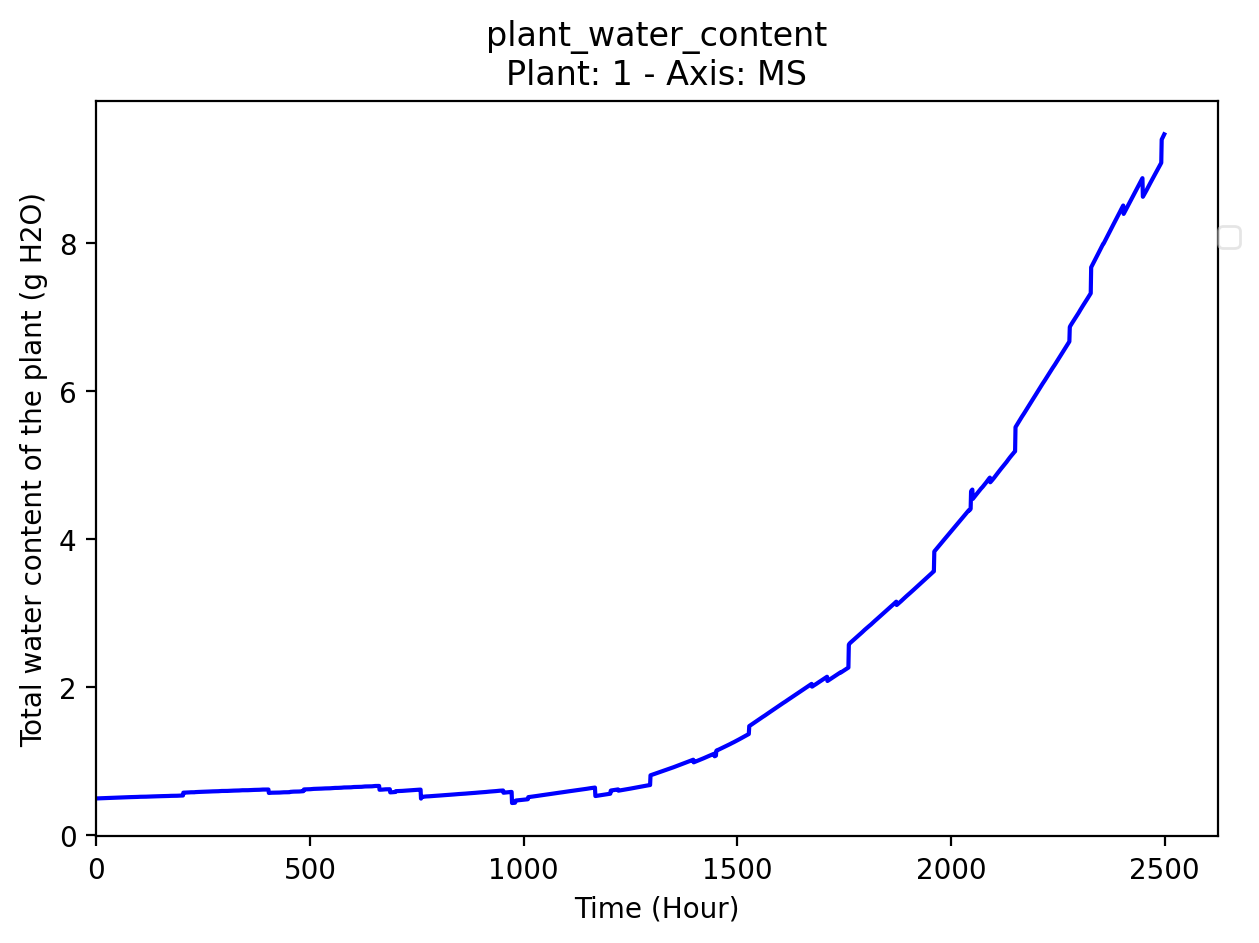 plant_water_content
Plant: 1 - Axis: MS
Total water content of the plant (g H2O)
8
6
4
2
0
0 500 1000 1500 2000 2500
Time (Hour)